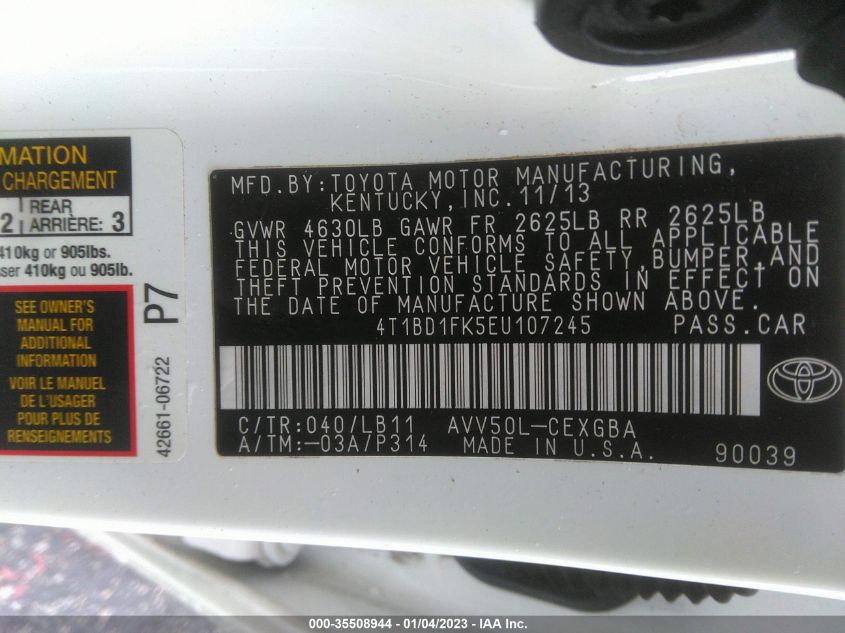 MATION
CHARGEMENT
2 REAR ARRIÈRE: 3
410kg or 905lbs.
ser 410kg ou 905lb.
SEE OWNER'S
MANUAL FOR
ADDITIONAL
INFORMATION
VOIR LE MANUEL
DE L'USAGER
POUR PLUS DE
RENSEIGNEMENTS
P7
42661-06722
MFD.BY:TOYOTA MOTOR MANUFACTURING,
KENTUCKY,INC.11/13
GVWR 4630LB GAWR FR 2625LB RR 2625LB
THIS VEHICLE CONFORMS TO ALL APPLICABLE
FEDERAL MOTOR VEHICLE SAFETY,BUMPER,AND
THEFT PREVENTION STANDARDS IN EFFECT ON
THE DATE OF MANUFACTURE SHOWN ABOVE.
4T1BD1FK5EU107245 PASS.CAR
C/TR:040/LB11 AVV50L-CEXGBA
A/TM:-03A/P314 MADE IN U.S.A. 90039
000-35508944 - 01/04/2023 - IAA Inc.